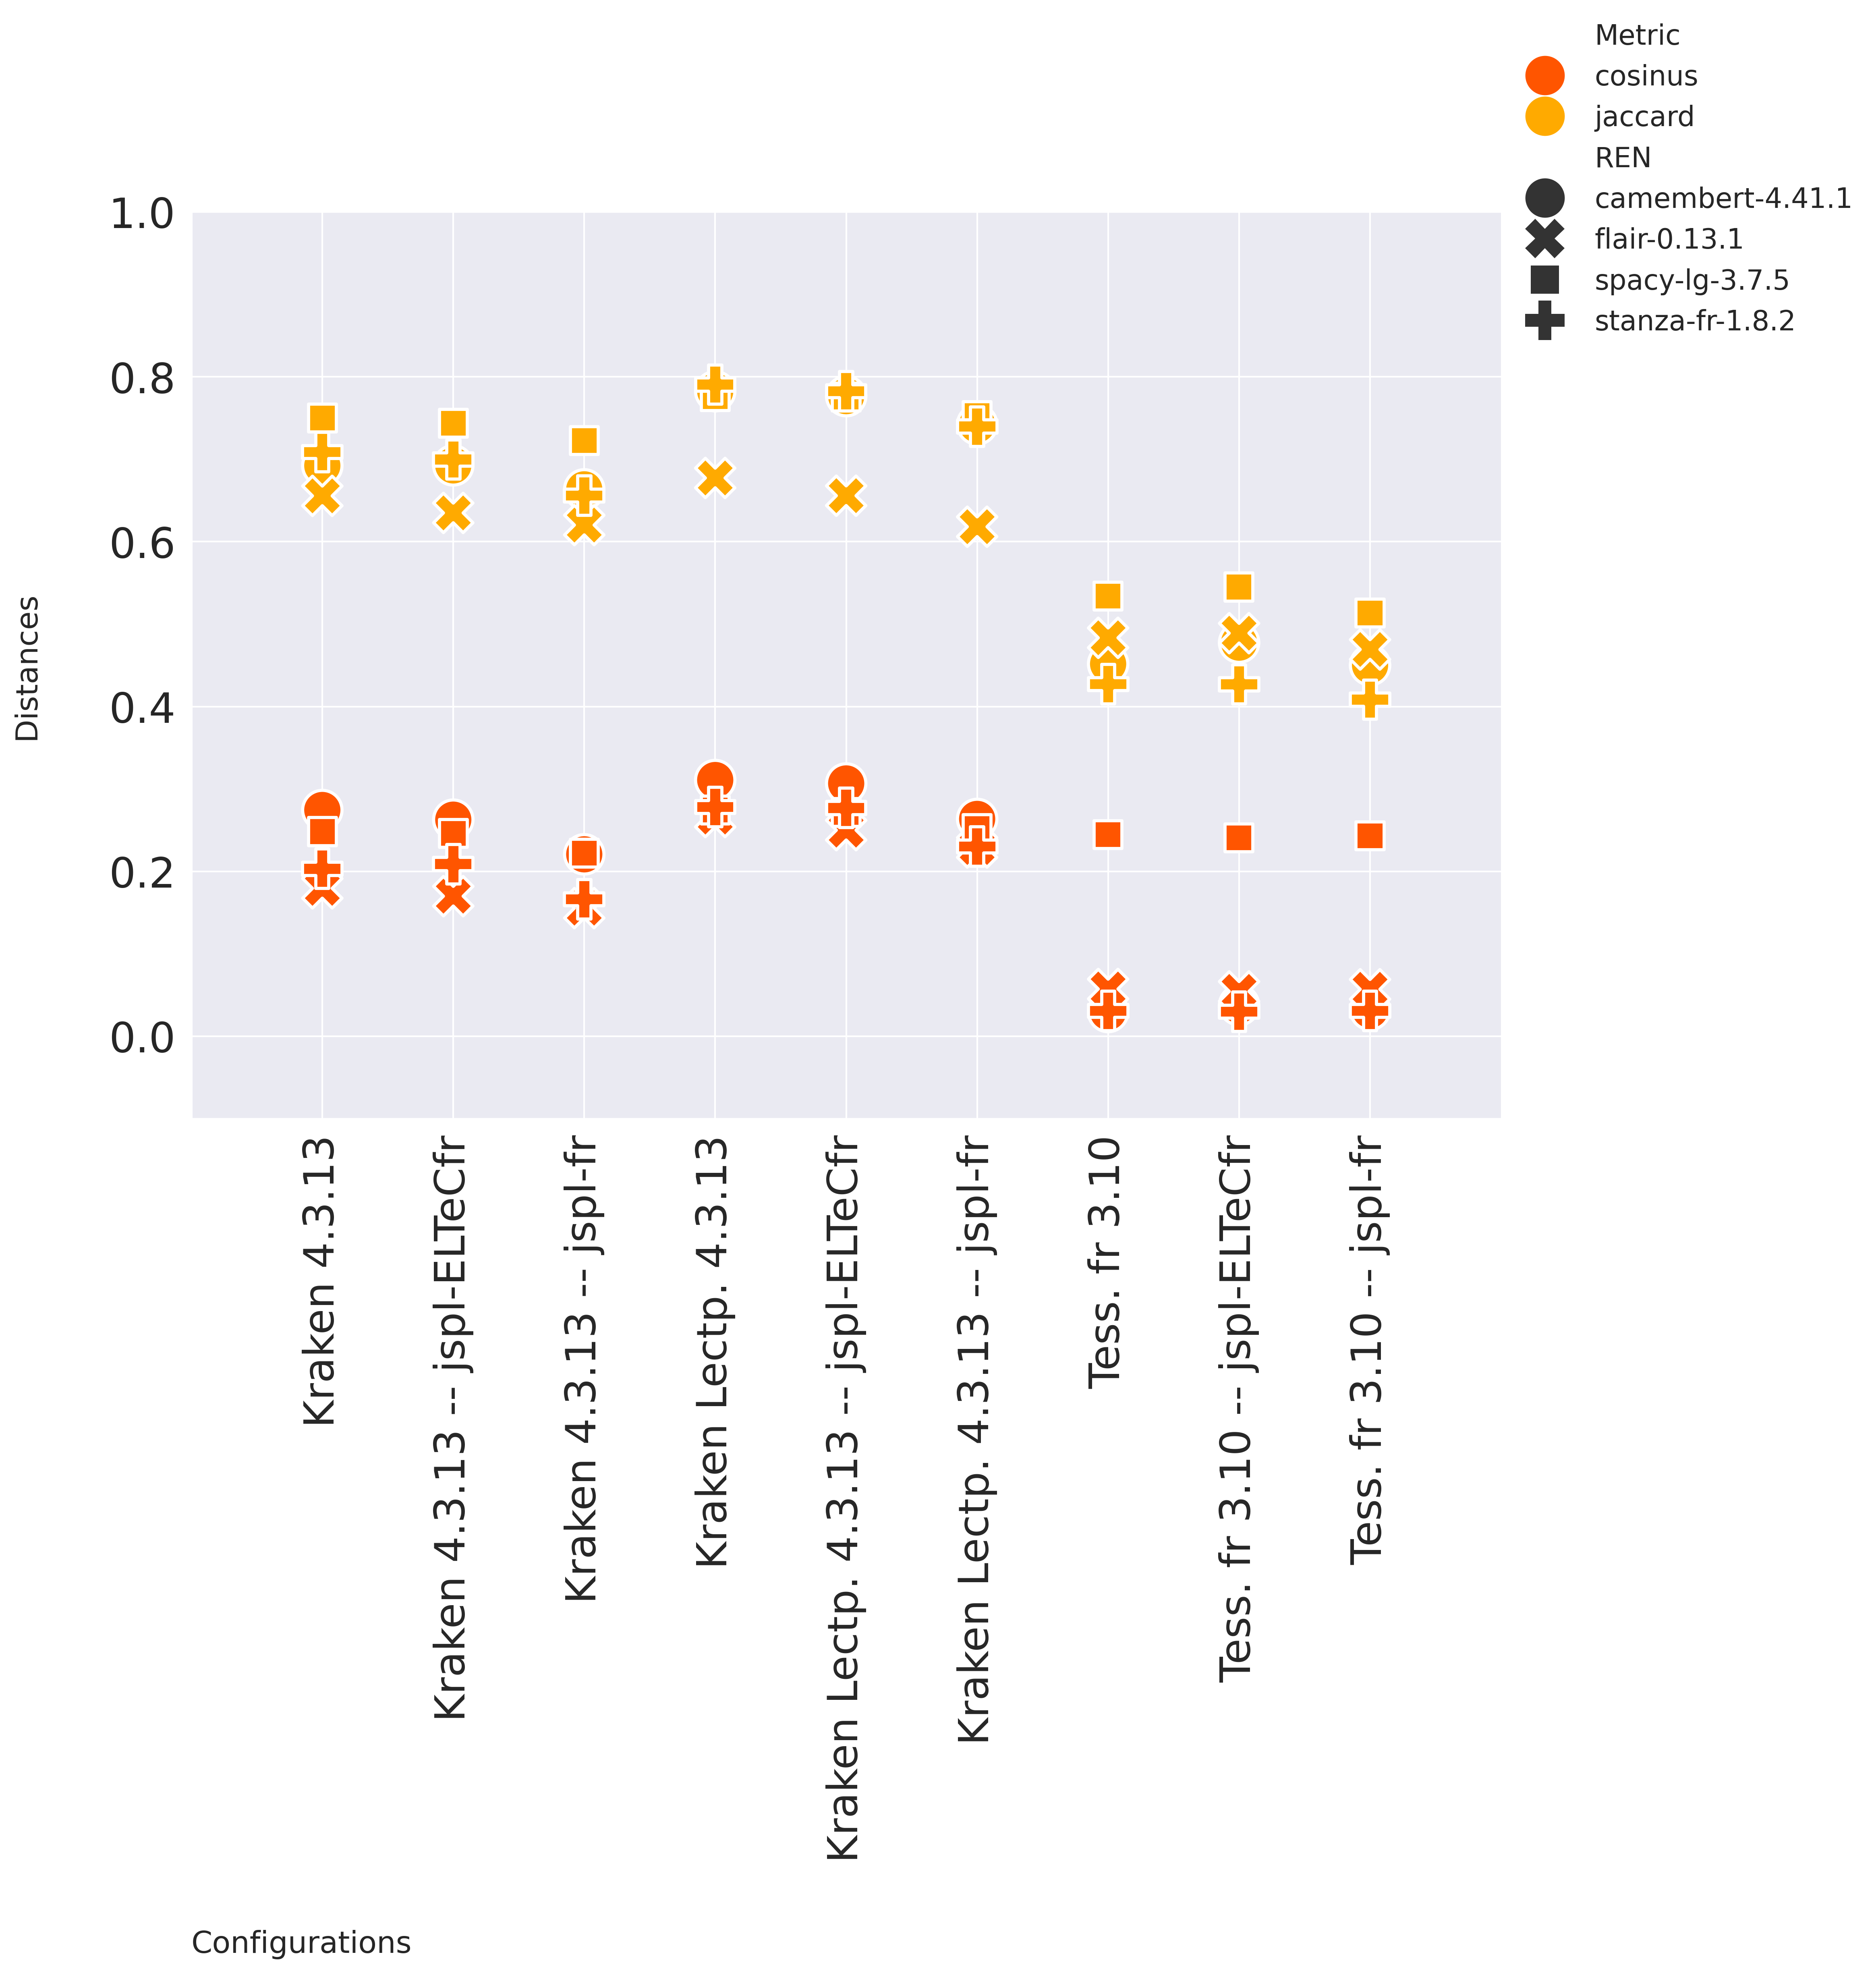 Metric
cosinus
jaccard
REN
camembert-4.41.1
flair-0.13.1
spacy-lg-3.7.5
stanza-fr-1.8.2
1.0
0.8
0.6
0.4
0.2
0.0
Distances
Kraken 4.3.13
Kraken 4.3.13 -- jspl-ELTeCfr
Kraken 4.3.13 -- jspl-fr
Kraken Lectp. 4.3.13
Kraken Lectp. 4.3.13 -- jspl-ELTeCfr
Kraken Lectp. 4.3.13 -- jspl-fr
Tess. fr 3.10
Tess. fr 3.10 -- jspl-ELTeCfr
Tess. fr 3.10 -- jspl-fr
Configurations